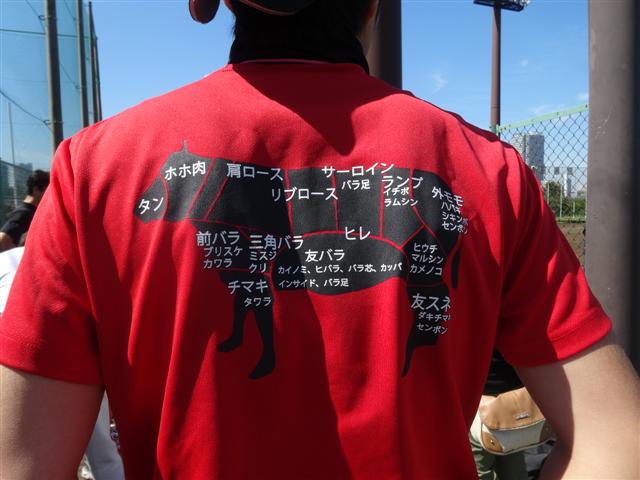 ホホ肉
肩ロース
サーロイン
タン
リブロース
バラ足
ランプ
イチボ
ラムシン
外モモ
ハバキ
シキンボ
センボン
前バラ
ブリスケ
カワラ
三角バラ
ミスジ
クリ
ヒレ
友バラ
カイノミ、ヒバラ、バラ芯、カッパ
インサイド、バラ足
ヒウチ
マルシン
カメノコ
チマキ
タワラ
友スネ
ダキチマキ
センボン